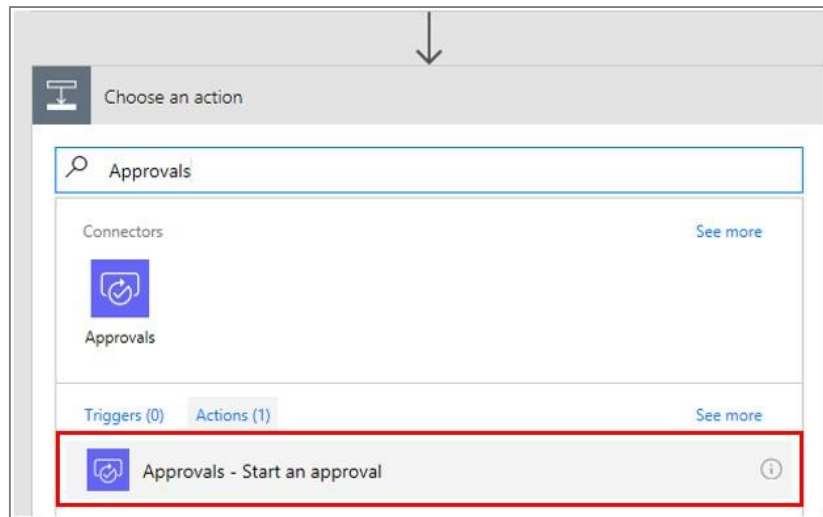 Choose an action
Approvals
Connectors See more
Approvals
Triggers (0) Actions (1) See more
Approvals - Start an approval